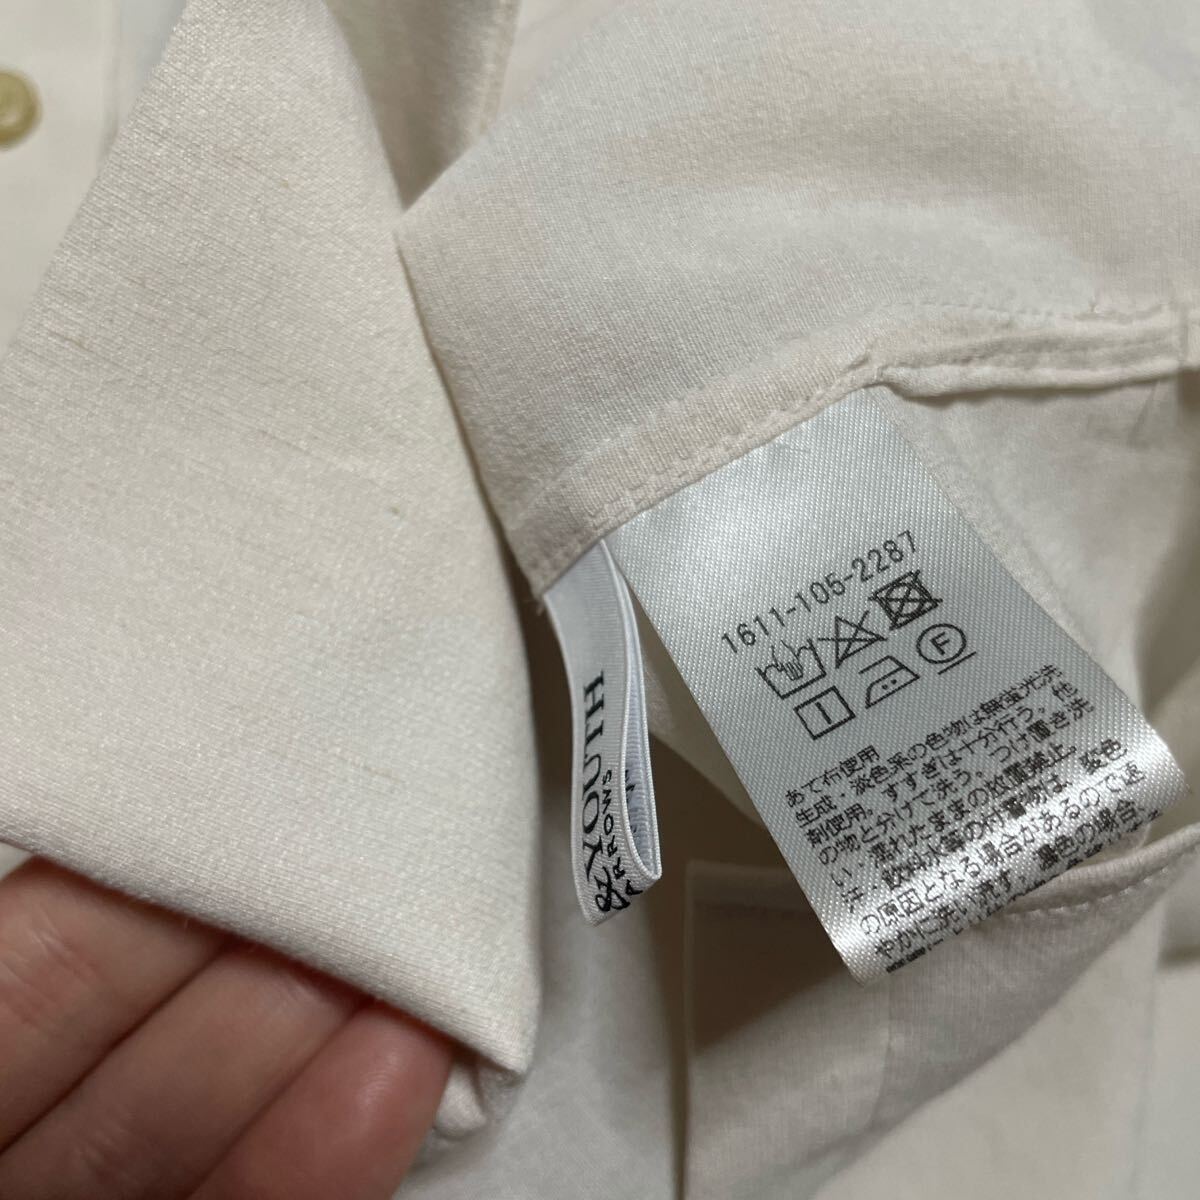 1611-105-2287
F
あて布使用
生成・淡色系の色物は無蛍光洗
剤使用。すすぎは十分行う。他
の物と分けで洗う。つけ置き洗
い・濡れたままの放置禁止
汗・飲料水等の付着物は、変色
の原因となる場合があるので速
やかに洗い流す。濃色の場合、
YOUTH
ARROWS
&